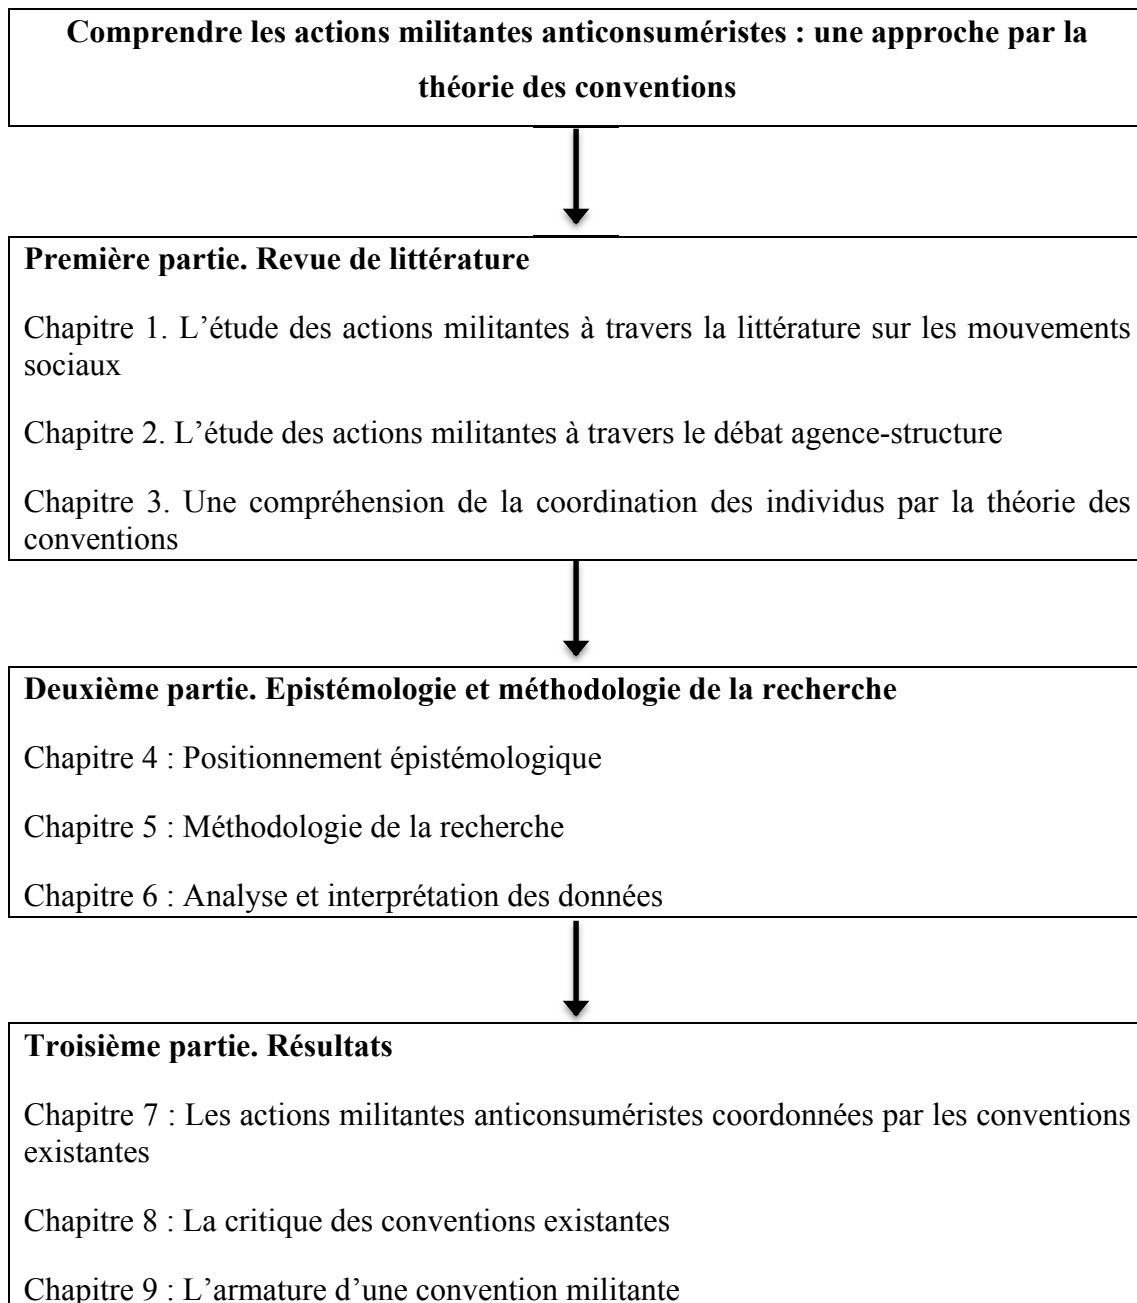 Comprendre les actions militantes anticonsuméristes : une approche par la
théorie des conventions
Première partie. Revue de littérature
Chapitre 1. L’étude des actions militantes à travers la littérature sur les mouvements
sociaux
Chapitre 2. L’étude des actions militantes à travers le débat agence-structure
Chapitre 3. Une compréhension de la coordination des individus par la théorie des
conventions
Deuxième partie. Epistémologie et méthodologie de la recherche
Chapitre 4 : Positionnement épistémologique
Chapitre 5 : Méthodologie de la recherche
Chapitre 6 : Analyse et interprétation des données
Troisième partie. Résultats
Chapitre 7 : Les actions militantes anticonsuméristes coordonnées par les conventions
existantes
Chapitre 8 : La critique des conventions existantes
Chapitre 9 : L’armature d’une convention militante